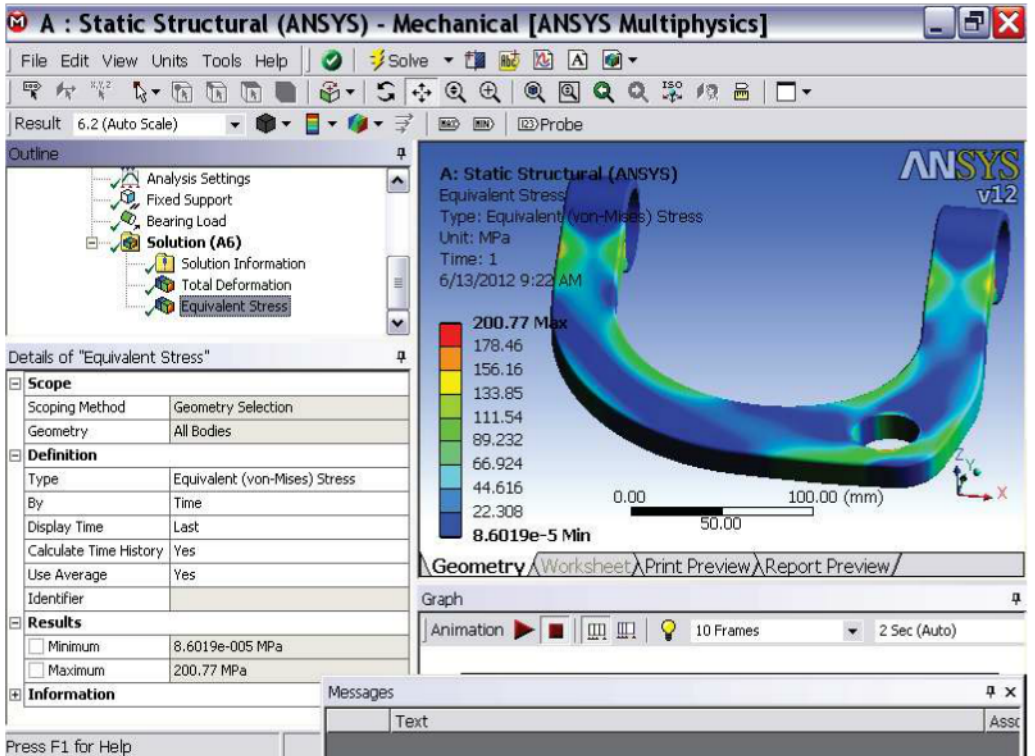 A : Static Structural (ANSYS) - Mechanical [ANSYS Multiphysics]
File Edit View Units Tools Help Solve
Result 6.2 (Auto Scale) MAX MIN Probe
Outline
Analysis Settings
Fixed Support
Bearing Load
Solution (A6)
Solution Information
Total Deformation
Equivalent Stress
Details of "Equivalent Stress"
Scope
Scoping Method Geometry Selection
Geometry All Bodies
Definition
Type Equivalent (von-Mises) Stress
By Time
Display Time Last
Calculate Time History Yes
Use Average Yes
Identifier
Results
Minimum 8.6019e-005 MPa
Maximum 200.77 MPa
Information
Press F1 for Help
A: Static Structural (ANSYS)
Equivalent Stress
Type: Equivalent (von-Mises) Stress
Unit: MPa
Time: 1
6/13/2012 9:22 AM
200.77 Max
178.46
156.16
133.85
111.54
89.232
66.924
44.616
22.308
8.6019e-5 Min
ANSYS
v12
0.00 100.00 (mm)
50.00
Z
Y
X
Geometry Worksheet Print Preview Report Preview
Graph
Animation 10 Frames 2 Sec (Auto)
Messages
Text Asso